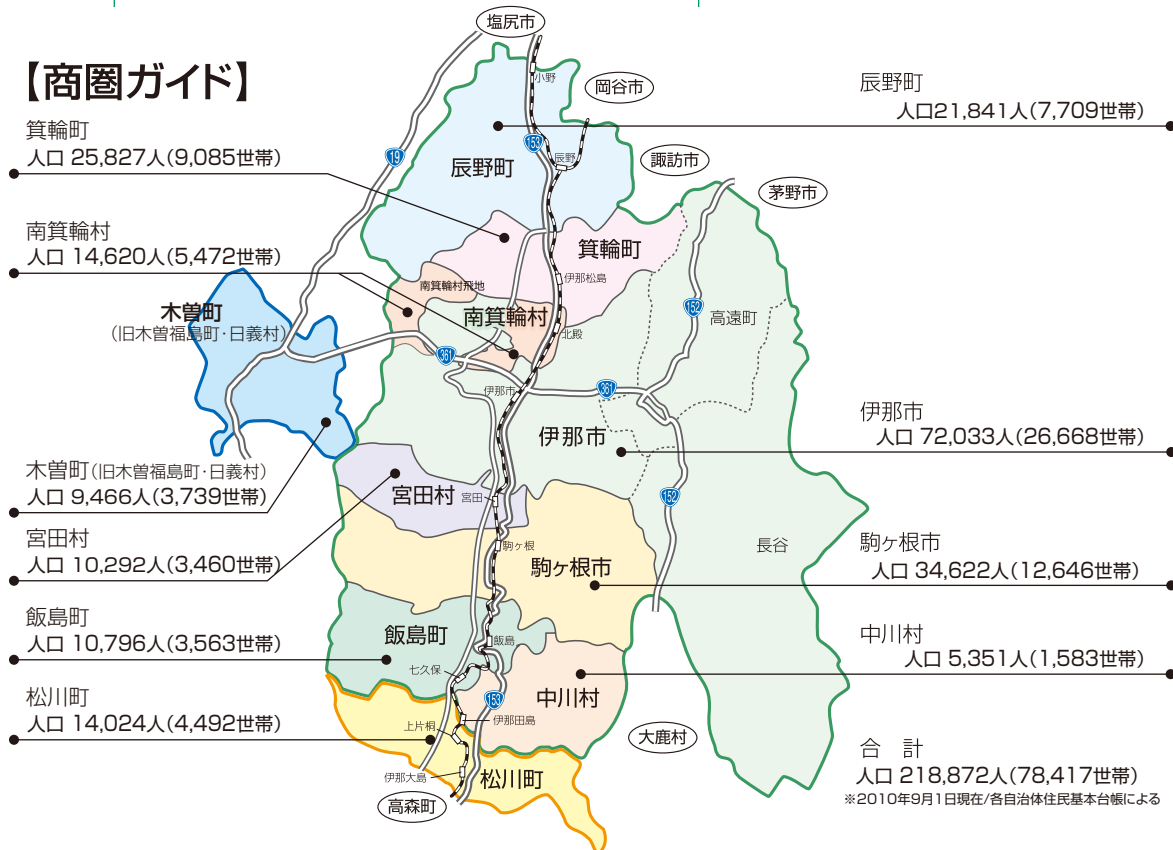 【商圏ガイド】
箕輪町
人口 25,827人(9,085世帯)
南箕輪村
人口 14,620人(5,472世帯)
木曽町(旧木曽福島町・日義村)
人口 9,466人(3,739世帯)
宮田村
人口 10,292人(3,460世帯)
飯島町
人口 10,796人(3,563世帯)
松川町
人口 14,024人(4,492世帯)
塩尻市
小野
岡谷市
19
153
辰野
諏訪市
辰野町
茅野市
箕輪町
伊那松島
南箕輪村飛地
木曽町
(旧木曽福島町・日義村)
南箕輪村
152
高遠町
北殿
361
伊那市
361
伊那市
宮田村
宮田
152
長谷
駒ヶ根
駒ヶ根市
飯島町
飯島
七久保
153
中川村
伊那田島
上片桐
大鹿村
伊那大島
松川町
高森町
辰野町
人口21,841人(7,709世帯)
伊那市
人口 72,033人(26,668世帯)
駒ヶ根市
人口 34,622人(12,646世帯)
中川村
人口 5,351人(1,583世帯)
合 計
人口 218,872人(78,417世帯)
※2010年9月1日現在/各自治体住民基本台帳による